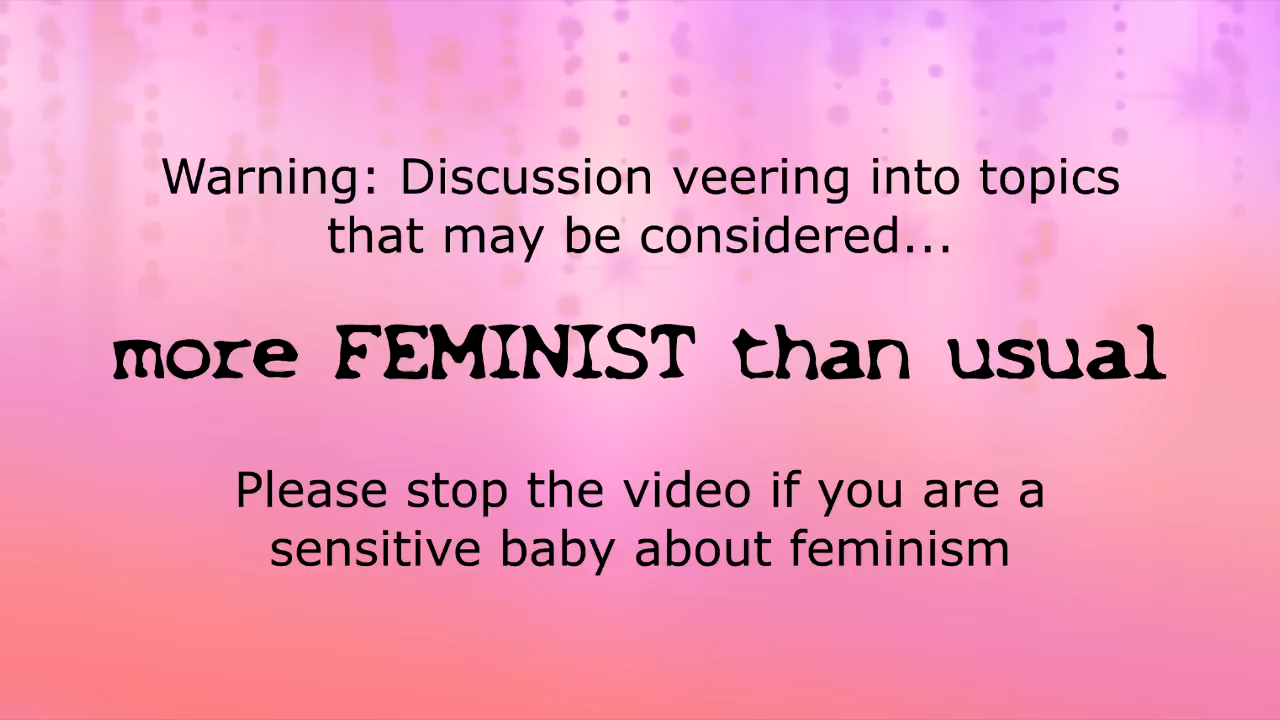 Warning: Discussion veering into topics
that may be considered...
more FEMINIST than usual
Please stop the video if you are a
sensitive baby about feminism